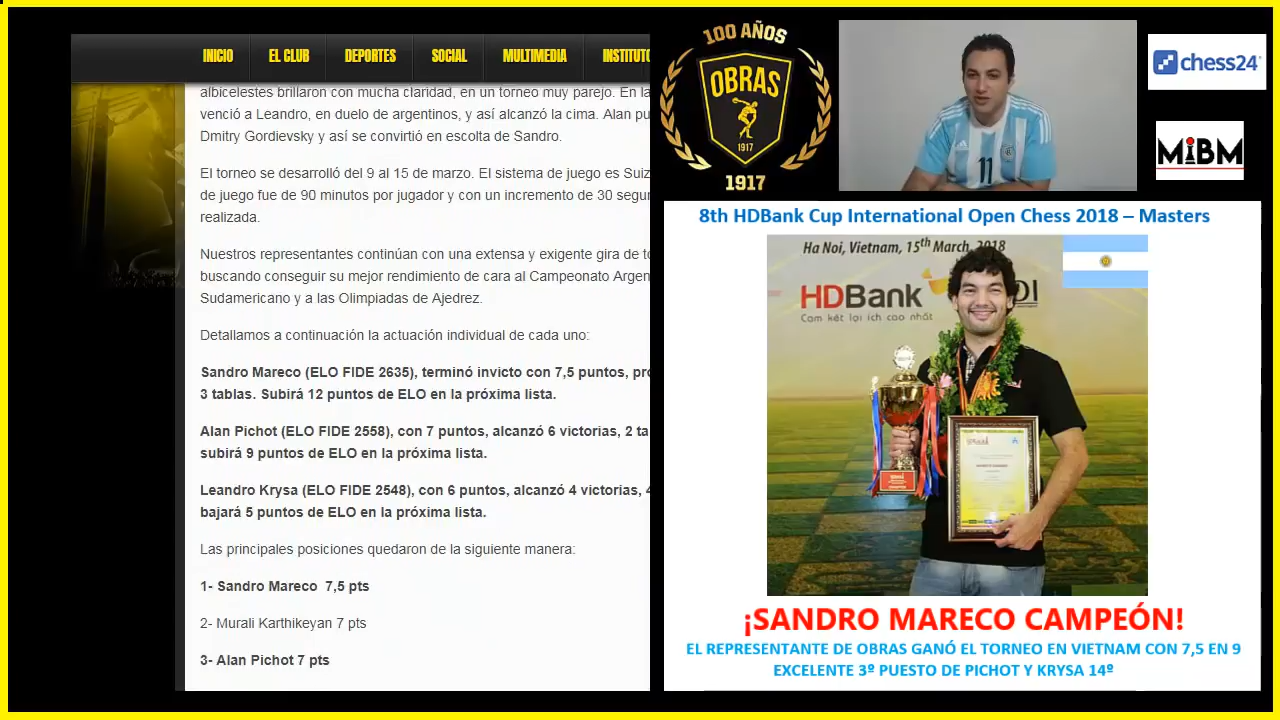 INICIO
EL CLUB
DEPORTES
SOCIAL
MULTIMEDIA
INSTITUTO
albicelestes brillaron con mucha claridad, en un torneo muy parejo. En la
venció a Leandro, en duelo de argentinos, y así alcanzó la cima. Alan pu
Dmitry Gordievsky y así se convirtió en escolta de Sandro.
El torneo se desarrolló del 9 al 15 de marzo. El sistema de juego es Suiz
de juego fue de 90 minutos por jugador y con un incremento de 30 segu
realizada.
Nuestros representantes continúan con una extensa y exigente gira de to
buscando conseguir su mejor rendimiento de cara al Campeonato Argen
Sudamericano y a las Olimpiadas de Ajedrez.
Detallamos a continuación la actuación individual de cada uno:
Sandro Mareco (ELO FIDE 2635), terminó invicto con 7,5 puntos, pro
3 tablas. Subirá 12 puntos de ELO en la próxima lista.
Alan Pichot (ELO FIDE 2558), con 7 puntos, alcanzó 6 victorias, 2 ta
subirá 9 puntos de ELO en la próxima lista.
Leandro Krysa (ELO FIDE 2548), con 6 puntos, alcanzó 4 victorias, 4
bajará 5 puntos de ELO en la próxima lista.
Las principales posiciones quedaron de la siguiente manera:
1- Sandro Mareco  7,5 pts
2- Murali Karthikeyan 7 pts
3- Alan Pichot 7 pts
100 AÑOS
OBRAS
1917
1917
11
chess24
MiBM
8th HDBank Cup International Open Chess 2018 – Masters
Ha Noi, Vietnam, 15th March, 2018
HDBank
Cam kết lợi ích cao nhất
¡SANDRO MARECO CAMPEÓN!
EL REPRESENTANTE DE OBRAS GANÓ EL TORNEO EN VIETNAM CON 7,5 EN 9
EXCELENTE 3º PUESTO DE PICHOT Y KRYSA 14º